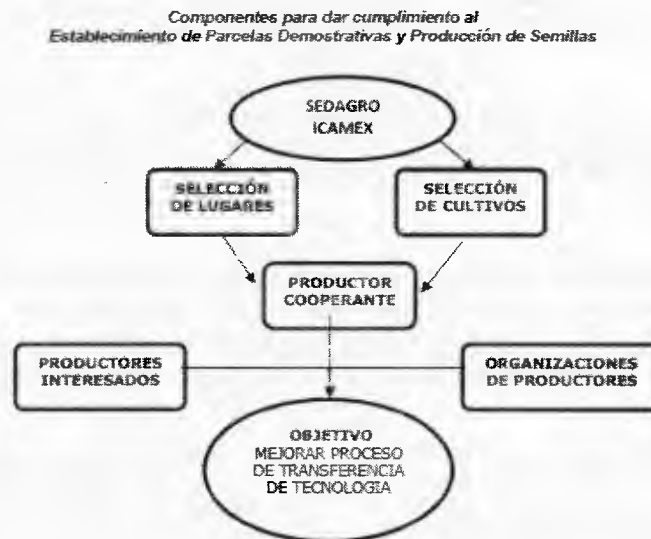 Componentes para dar cumplimiento al
Establecimiento de Parcelas Demostrativas y Producción de Semillas
SEDAGRO
ICAMEX
SELECCIÓN
DE LUGARES
SELECCIÓN
DE CULTIVOS
PRODUCTOR
COOPERANTE
PRODUCTORES
INTERESADOS
ORGANIZACIONES
DE PRODUCTORES
OBJETIVO
MEJORAR PROCESO
DE TRANSFERENCIA
DE TECNOLOGIA